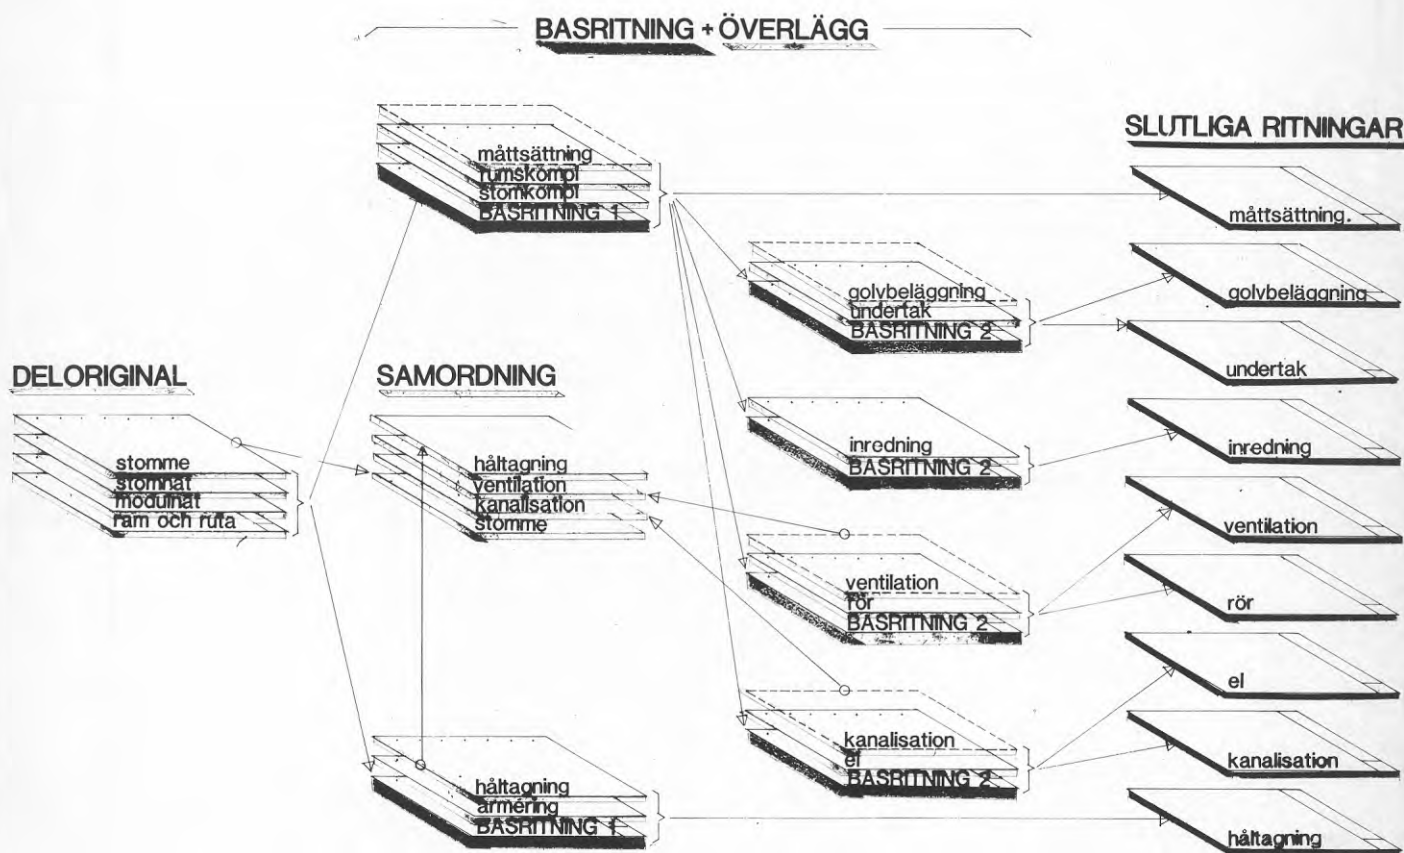 BASRITNING + ÖVERLÄGG
måttsättning
rumskompl
stomkompl
BASRITNING 1
SLUTLIGA RITNINGAR
måttsättning.
golvbeläggning
undertak
BASRITNING 2
golvbeläggning
undertak
DELORIGINAL
stomme
stomnät
modulnät
ram och ruta
SAMORDNING
håltagning
ventilation
kanalisation
stomme
inredning
BASRITNING 2
inredning
ventilation
rör
BASRITNING 2
ventilation
rör
kanalisation
el
BASRITNING 2
el
kanalisation
håltagning
armering
BASRITNING 1
håltagning